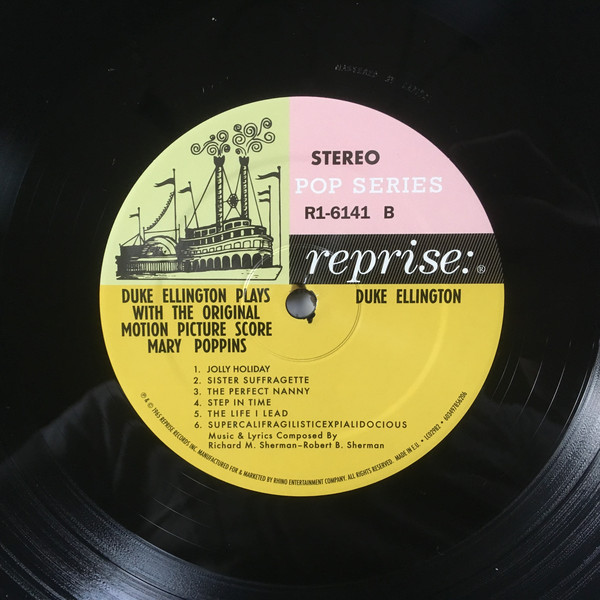 STEREO
POP SERIES
R1-6141 B
reprise:®
DUKE ELLINGTON PLAYS
WITH THE ORIGINAL
MOTION PICTURE SCORE
MARY POPPINS
DUKE ELLINGTON
1. JOLLY HOLIDAY
2. SISTER SUFFRAGETTE
3. THE PERFECT NANNY
4. STEP IN TIME
5. THE LIFE I LEAD
6. SUPERCALIFRAGILISTICEXPIALIDOCIOUS
Music & Lyrics Composed By
Richard M. Sherman–Robert B. Sherman
℗ & © 1965 REPRISE RECORDS INC. MANUFACTURED FOR & MARKETED BY RHINO ENTERTAINMENT COMPANY. ALL RIGHTS RESERVED. MADE IN E.U. • LC02982 • 603497856206